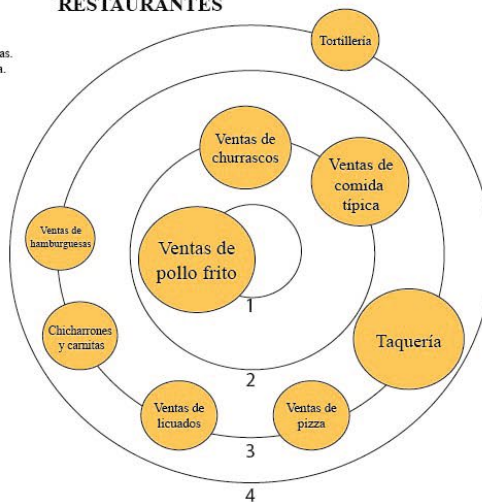 RESTAURANTES
as.
a.
Tortillería
Ventas de
churrascos
Ventas de
comida
típica
Ventas de
hamburguesas
Ventas de
pollo frito
1
Chicharrones
y carnitas
Taquería
2
Ventas de
licuados
Ventas de
pizza
3
4